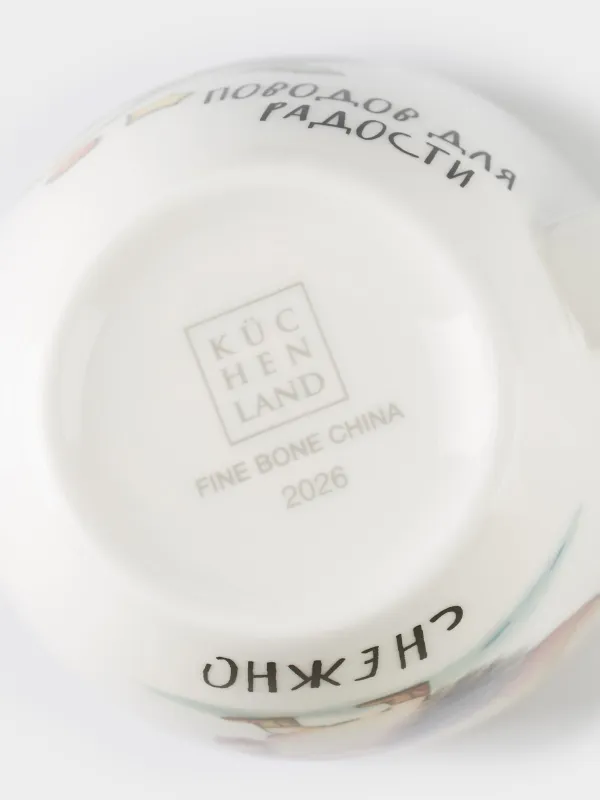 ПОВОДОВ ДЛЯ
РАДОСТИ
KÜC
HEN
LAND
FINE BONE CHINA
2026
СНЕЖНО